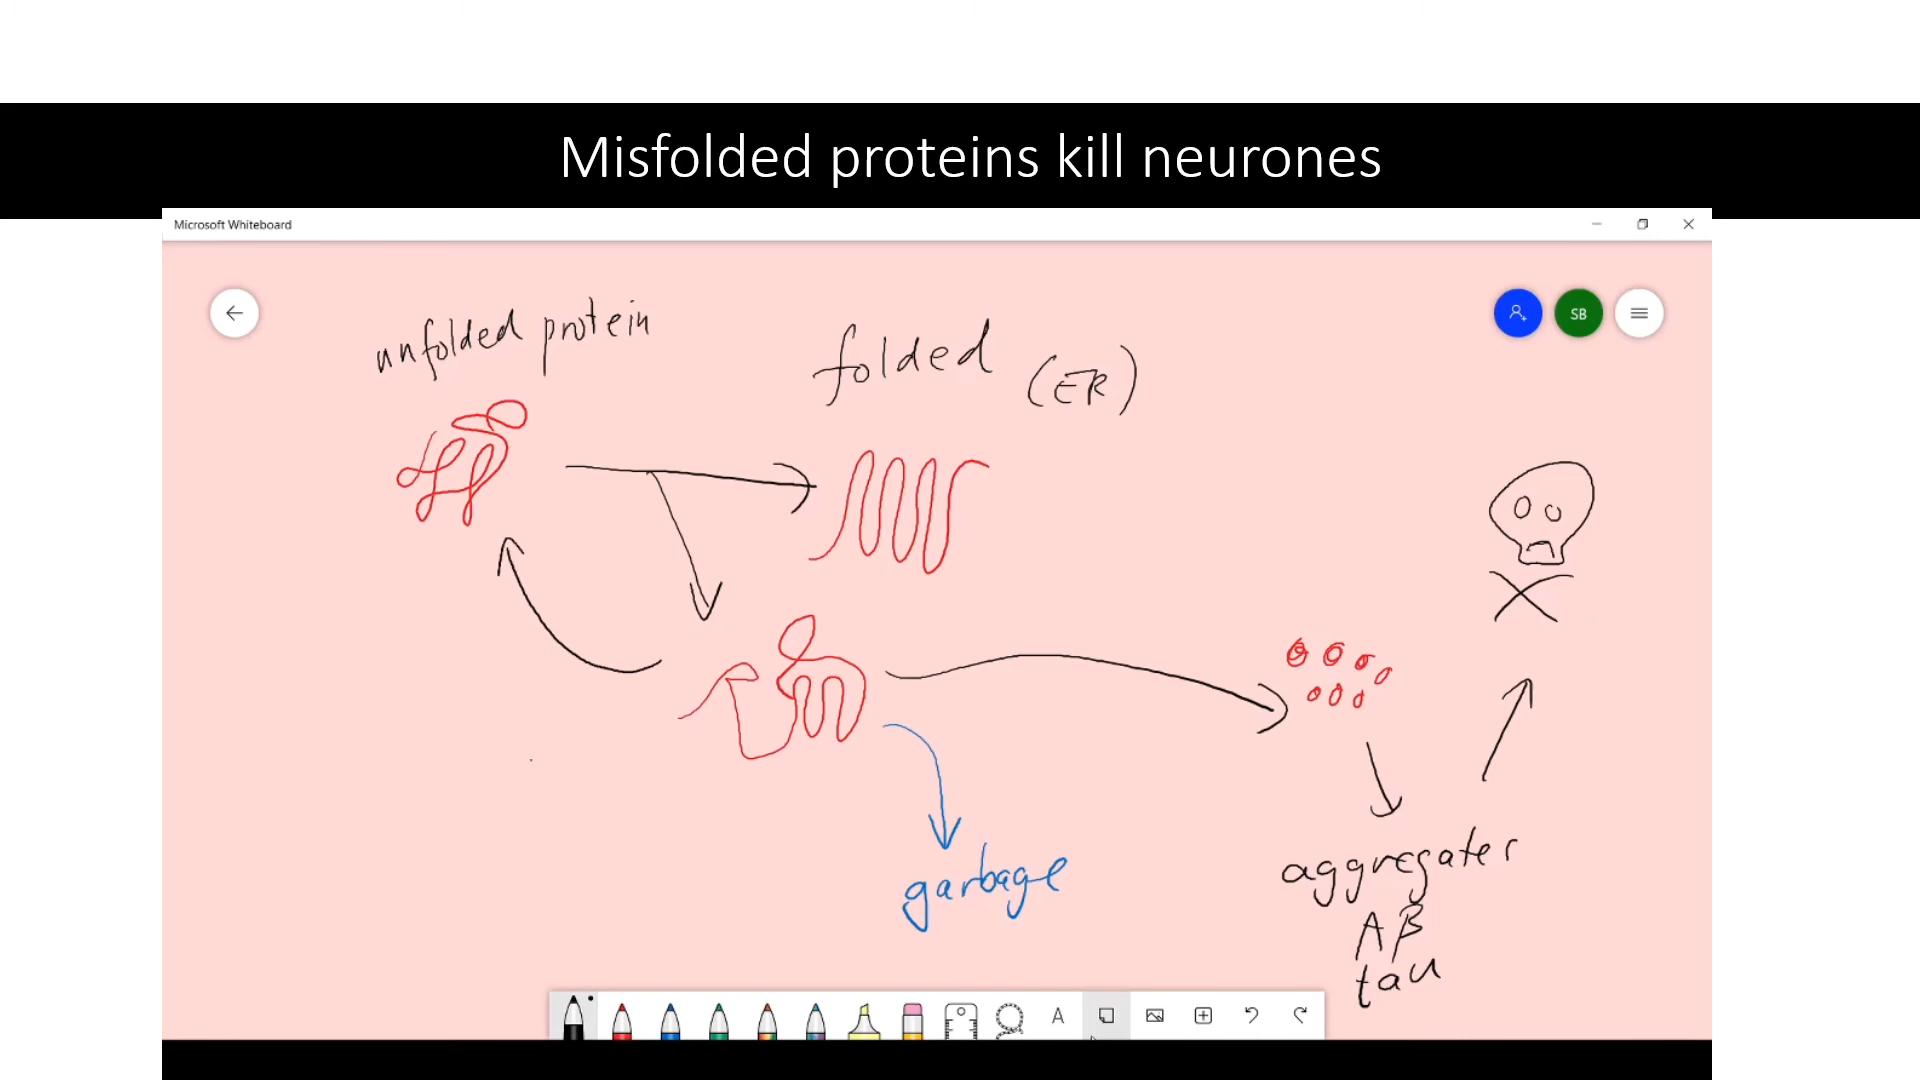 Misfolded proteins kill neurones
Microsoft Whiteboard
unfolded protein
folded (ER)
SB
garbage
aggregates
Aβ
tau
A